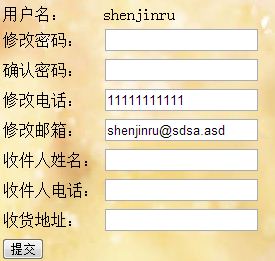 用户名： shenjinru
修改密码：
确认密码：
修改电话： 11111111111
修改邮箱： shenjinru@sdsa.asd
收件人姓名：
收件人电话：
收货地址：
提交